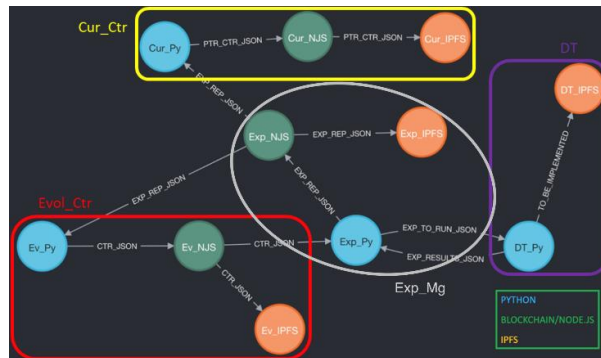 Cur_Ctr
Cur_Py
PTR_CTR_JSON
Cur_NJS
PTR_CTR_JSON
Cur_IPFS
DT
DT_IPFS
EXP_REP_JSON
Exp_NJS
EXP_REP_JSON
Exp_IPFS
TO_BE_IMPLEMENTED
EXP_REP_JSON
EXP_REP_JSON
Evol_Ctr
Ev_Py
CTR_JSON
Ev_NJS
CTR_JSON
Exp_Py
EXP_TO_RUN_JSON
EXP_RESULTS_JSON
DT_Py
CTR_JSON
Exp_Mg
Ev_IPFS
PYTHON
BLOCKCHAIN/NODE.JS
IPFS